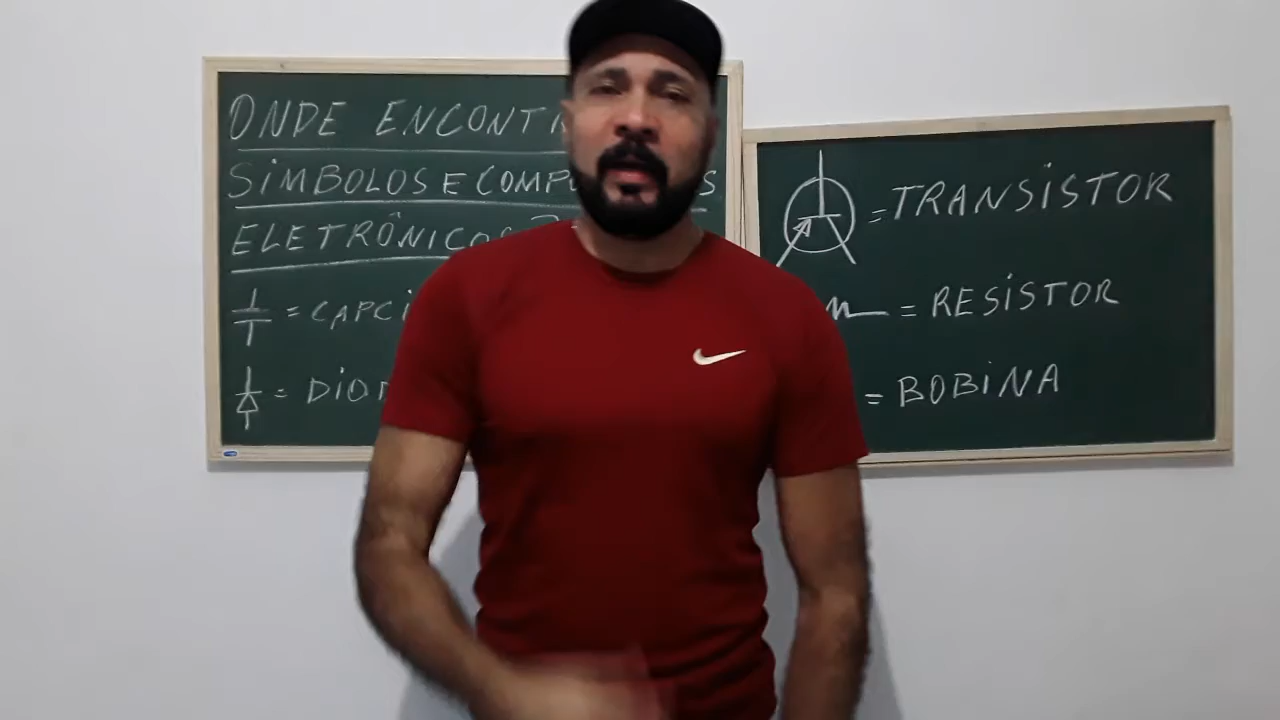 ONDE ENCONT
SiMBOLOS E COMP S
ELETRÔNICOS ?
= CAPCi
= DiOD
= TRANSiSTOR
= RESiSTOR
= BOBiNA